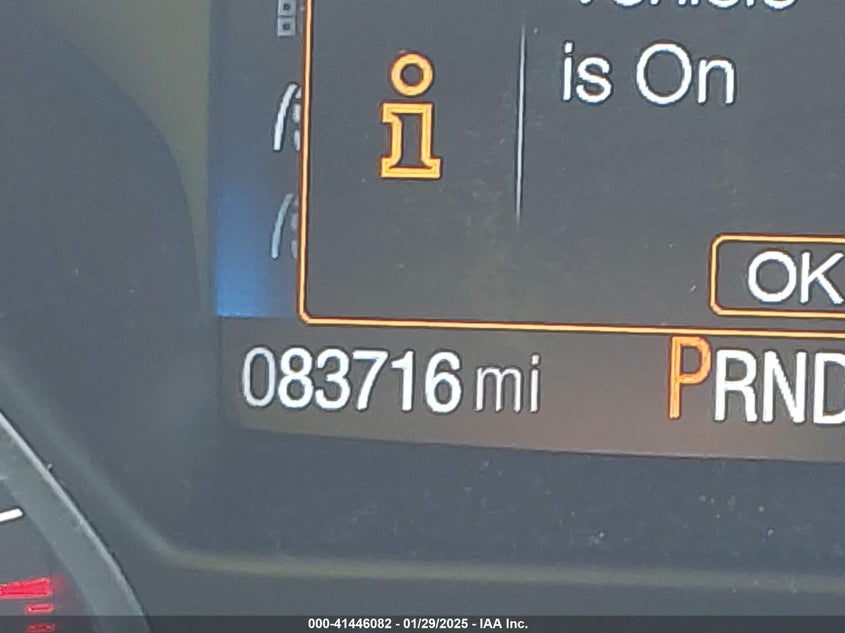 is On
OK
083716 mi
PRND
000-41446082 - 01/29/2025 - IAA Inc.